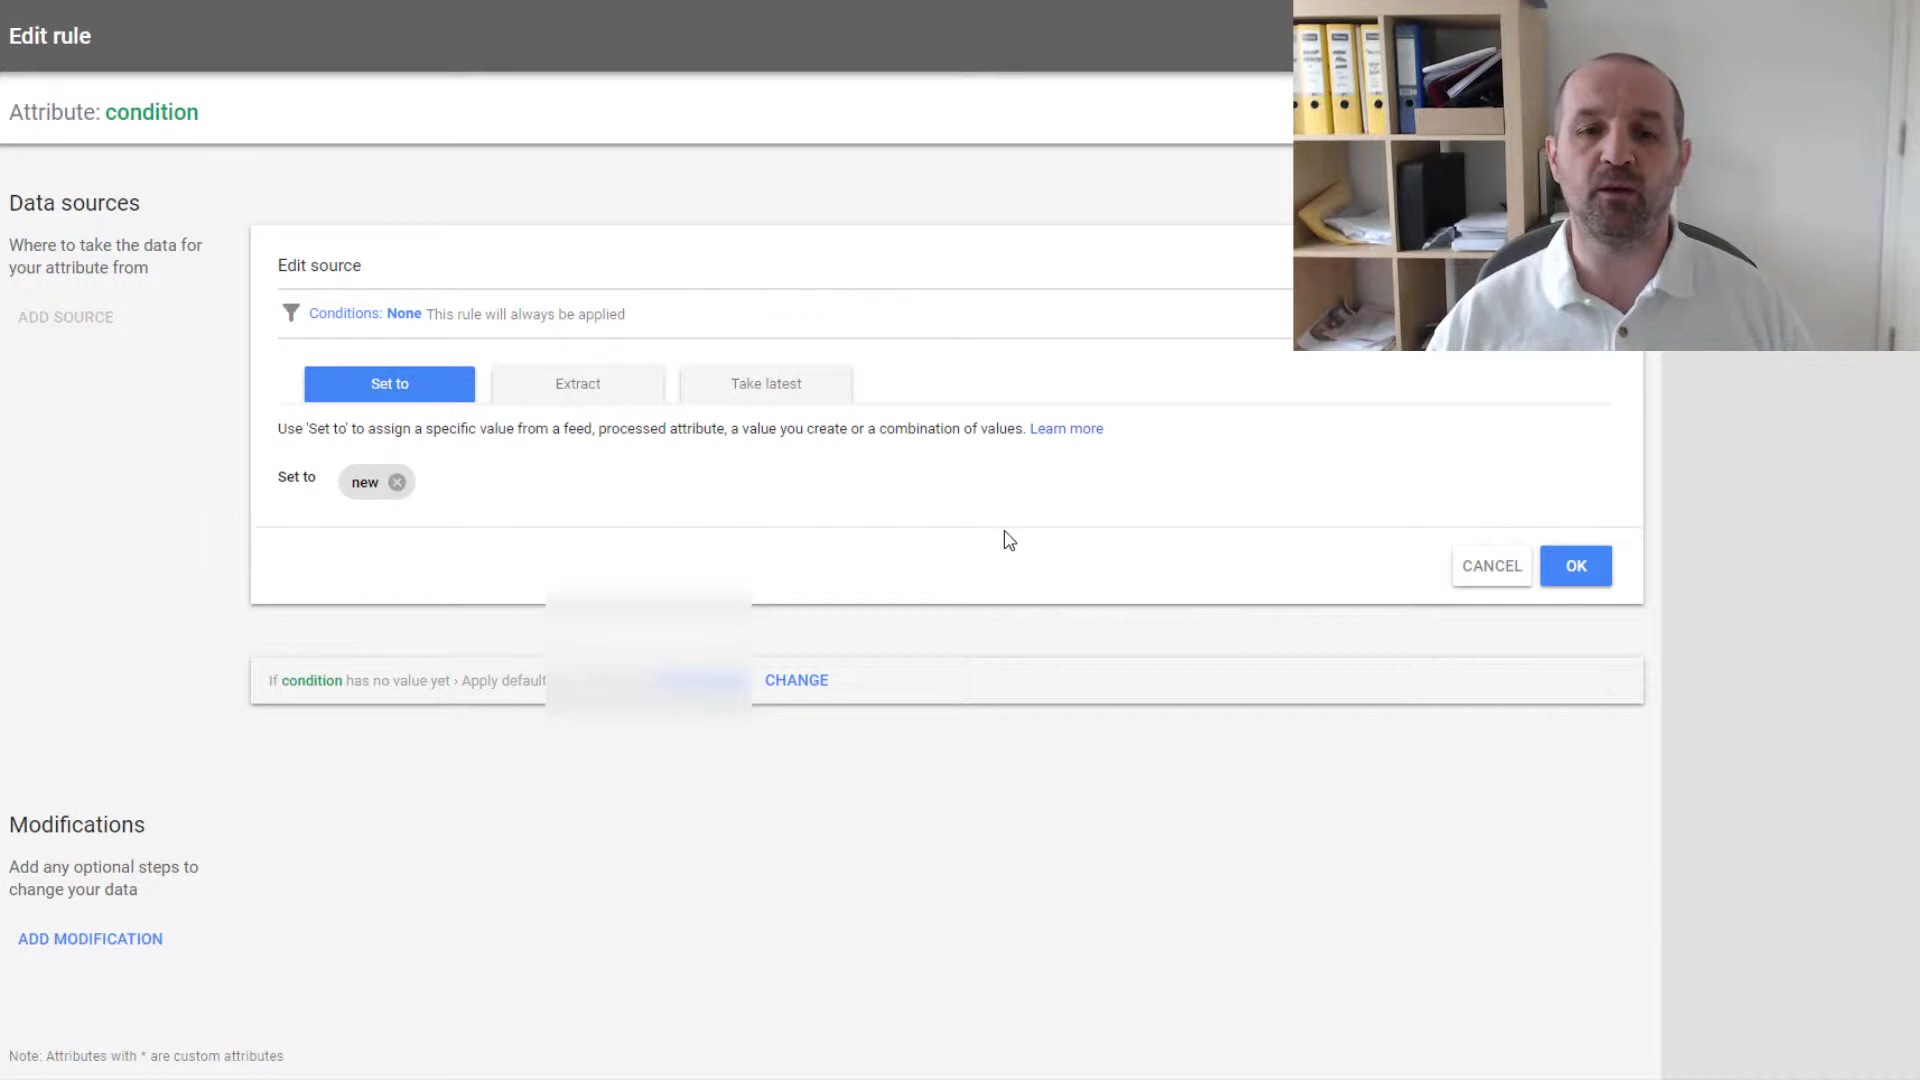 Edit rule
Attribute: condition
Data sources
Where to take the data for
your attribute from
ADD SOURCE
Edit source
Conditions: None This rule will always be applied
Set to
Extract
Take latest
Use 'Set to' to assign a specific value from a feed, processed attribute, a value you create or a combination of values. Learn more
Set to
new
CANCEL
OK
If condition has no value yet › Apply default
CHANGE
Modifications
Add any optional steps to
change your data
ADD MODIFICATION
Note: Attributes with * are custom attributes